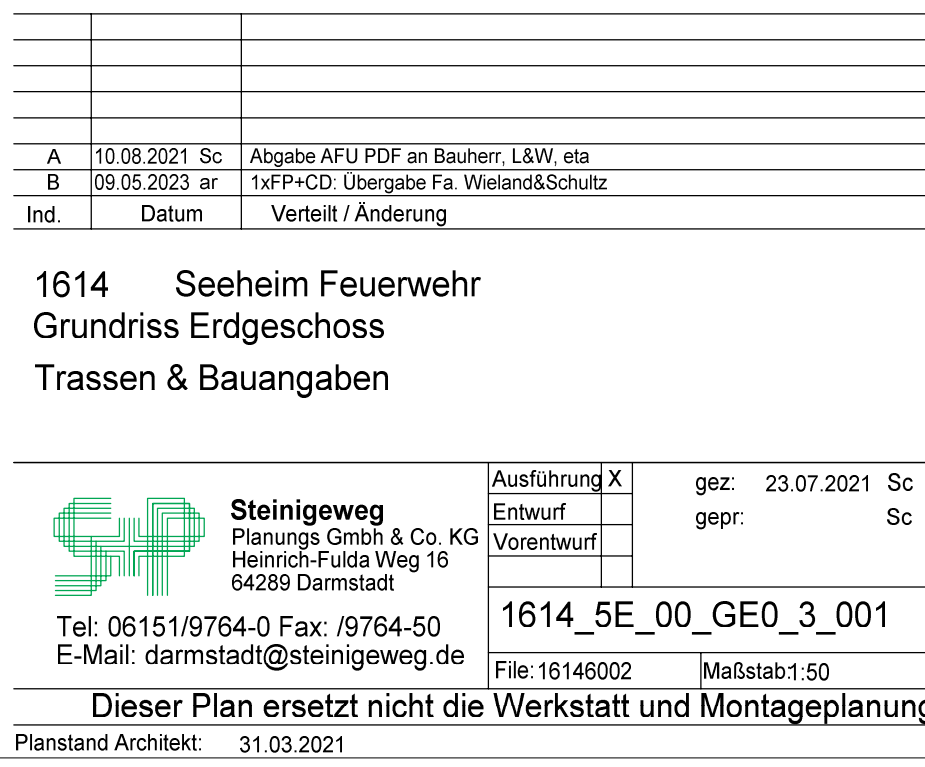 A 10.08.2021 Sc Abgabe AFU PDF an Bauherr, L&W, eta
B 09.05.2023 ar 1xFP+CD: Übergabe Fa. Wieland&Schultz
Ind. Datum Verteilt / Änderung
1614 Seeheim Feuerwehr
Grundriss Erdgeschoss
Trassen & Bauangaben
Steinigeweg
Planungs Gmbh & Co. KG
Heinrich-Fulda Weg 16
64289 Darmstadt
Tel: 06151/9764-0 Fax: /9764-50
E-Mail: darmstadt@steinigeweg.de
Ausführung X
Entwurf
Vorentwurf
gez: 23.07.2021 Sc
gepr: Sc
1614_5E_00_GE0_3_001
File: 16146002 Maßstab:1:50
Dieser Plan ersetzt nicht die Werkstatt und Montageplanung
Planstand Architekt: 31.03.2021